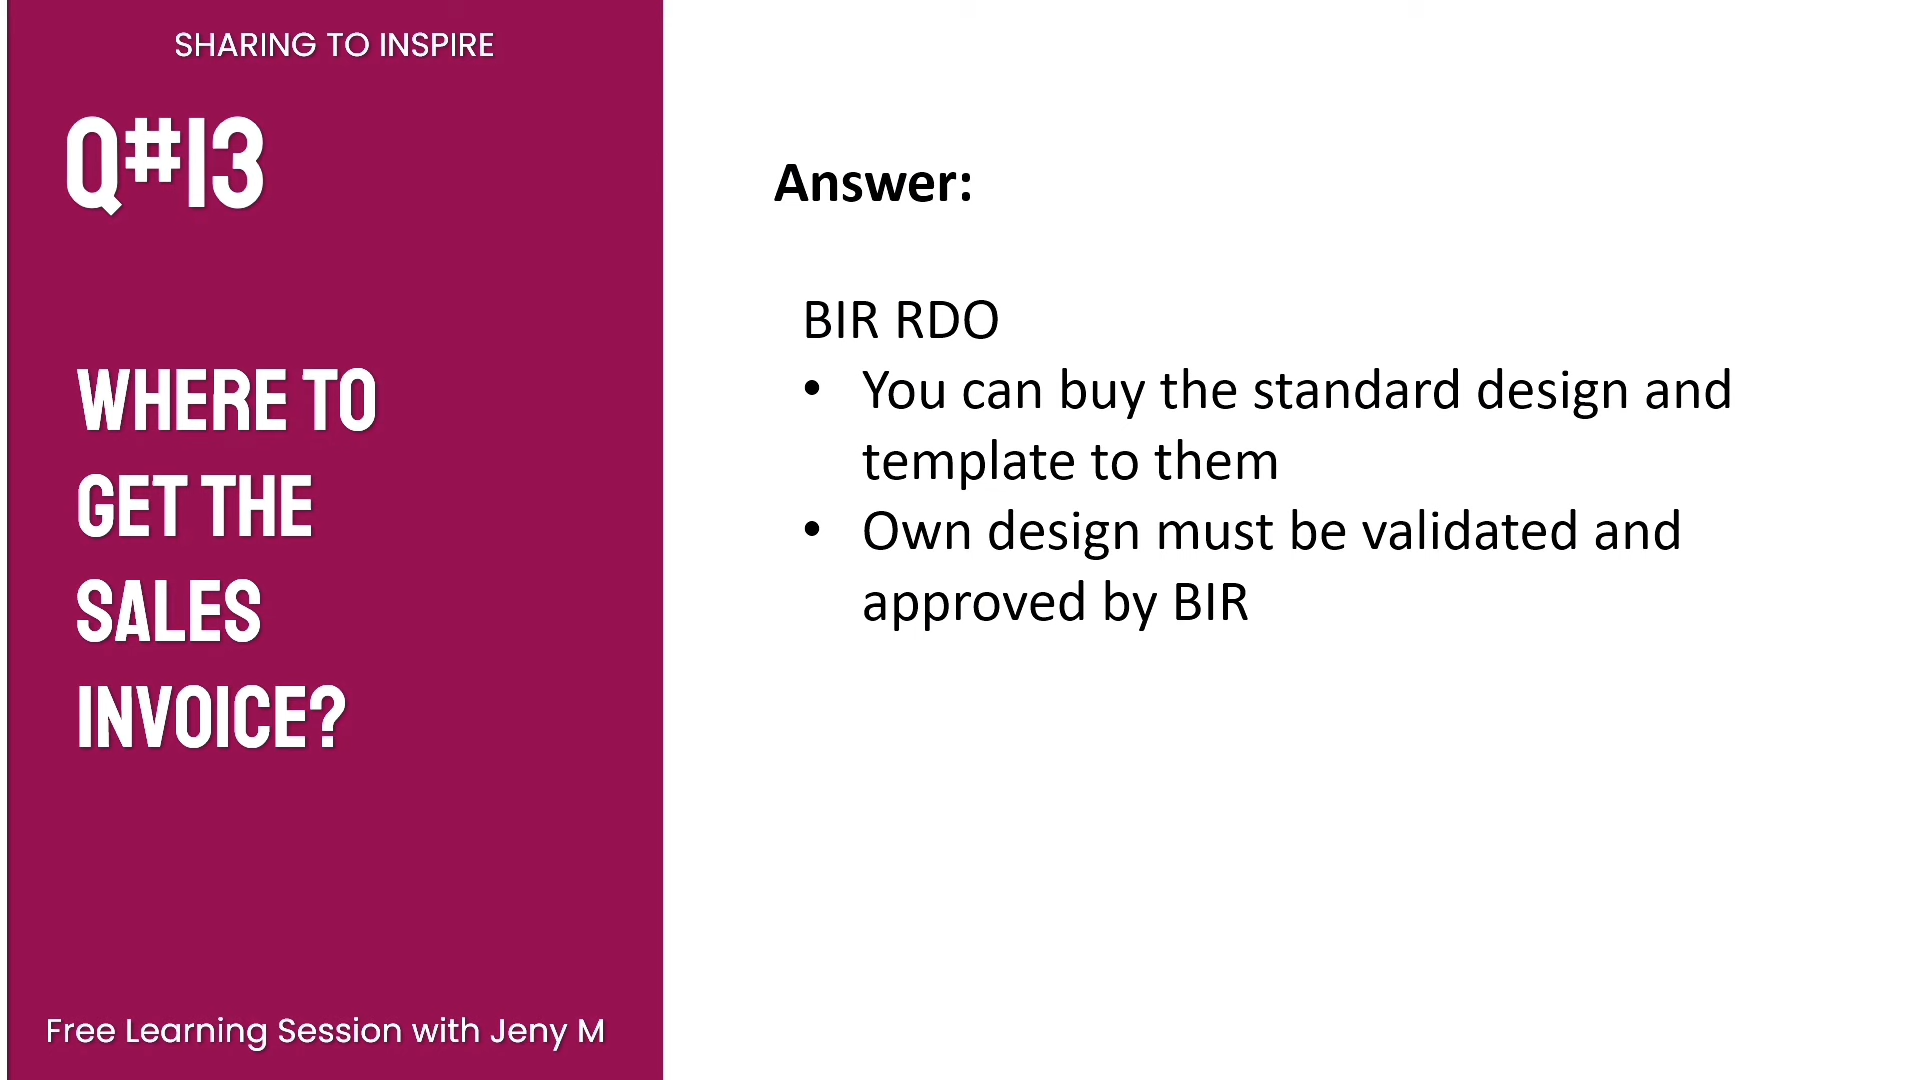 SHARING TO INSPIRE
Q#13
WHERE TO
GET THE
SALES
INVOICE?
Free Learning Session with Jeny M
Answer:
BIR RDO
• You can buy the standard design and
template to them
• Own design must be validated and
approved by BIR